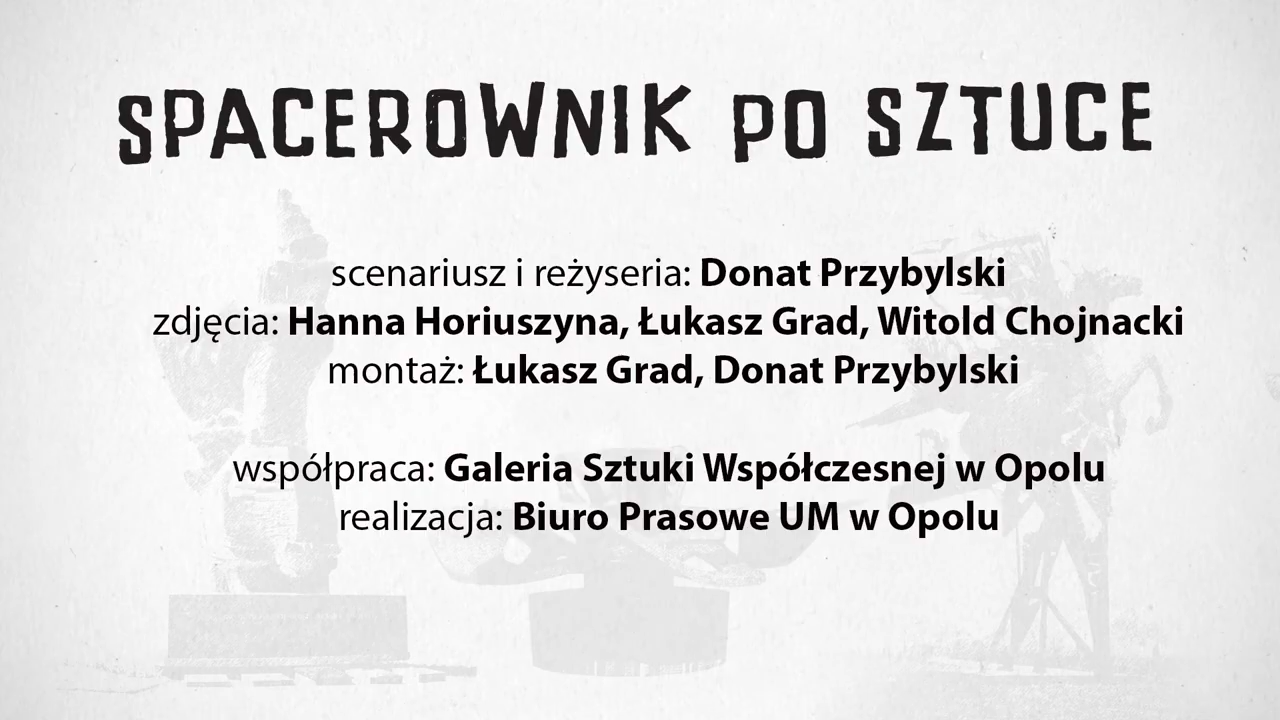 SPACEROWNIK PO SZTUCE
scenariusz i reżyseria: Donat Przybylski
zdjęcia: Hanna Horiuszyna, Łukasz Grad, Witold Chojnacki
montaż: Łukasz Grad, Donat Przybylski
współpraca: Galeria Sztuki Współczesnej w Opolu
realizacja: Biuro Prasowe UM w Opolu